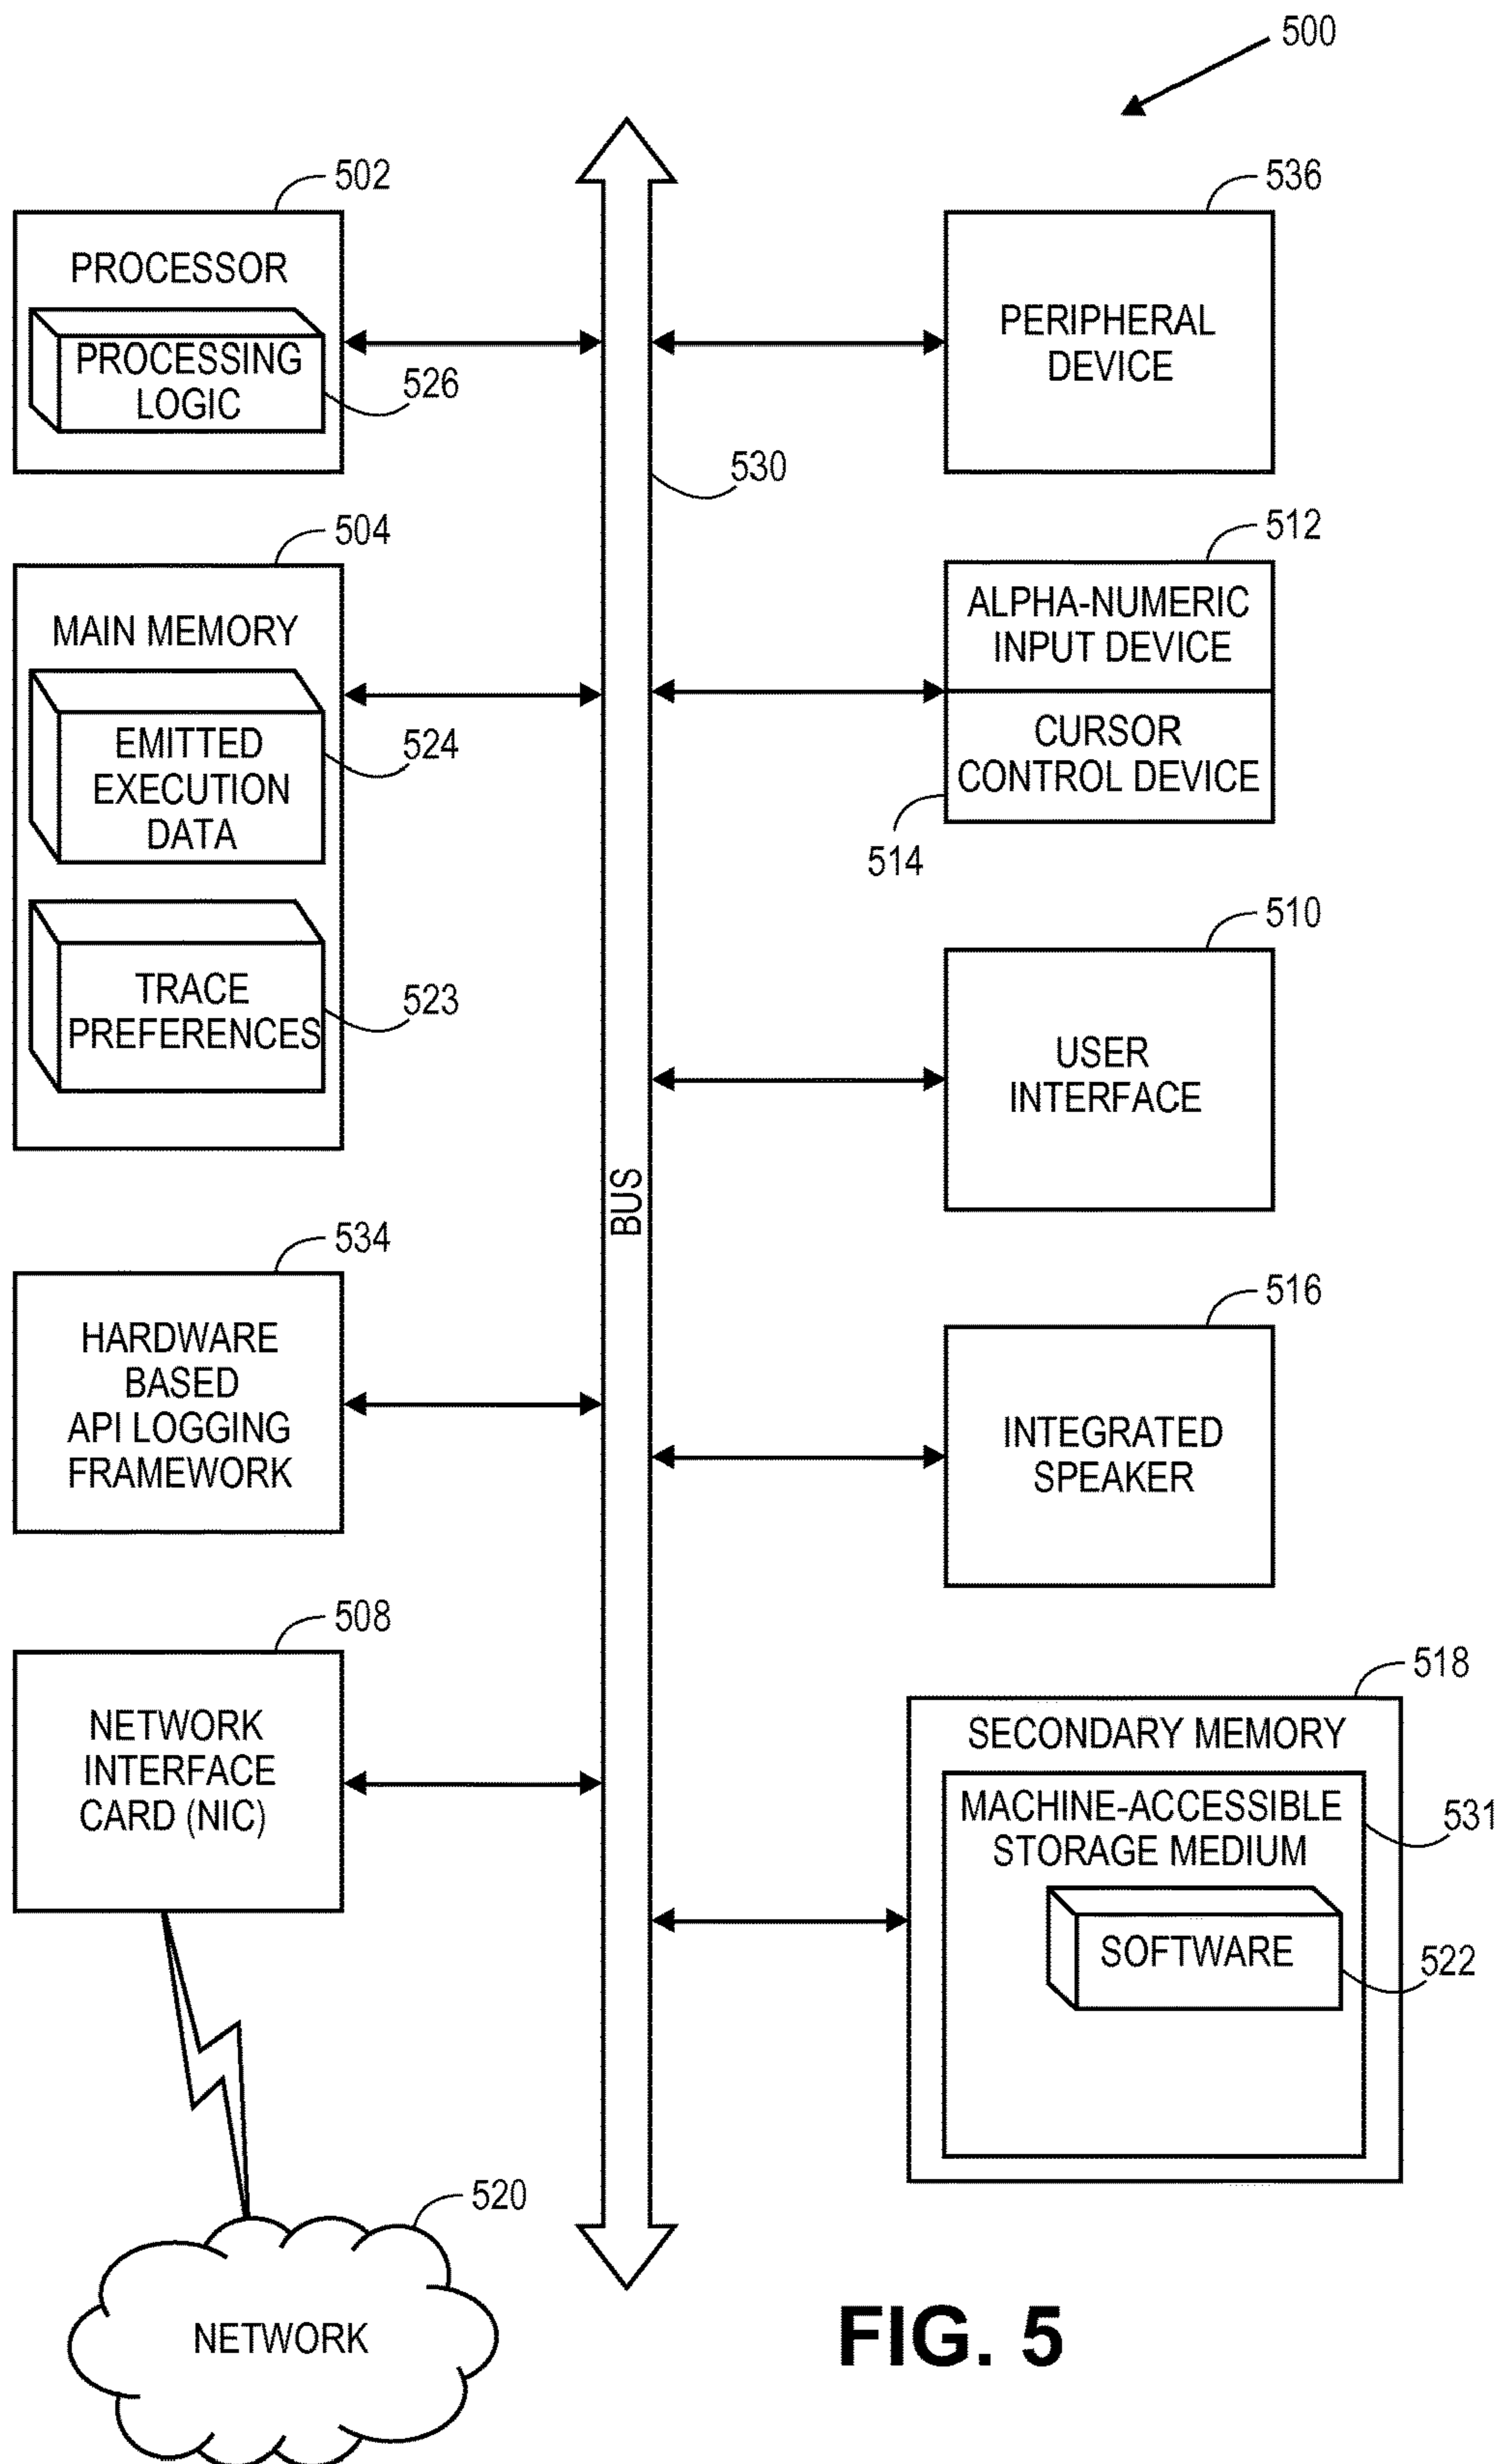 500
502
PROCESSOR
PROCESSING
LOGIC
526
504
MAIN MEMORY
EMITTED
EXECUTION
DATA
524
TRACE
PREFERENCES
523
534
HARDWARE
BASED
API LOGGING
FRAMEWORK
508
NETWORK
INTERFACE
CARD (NIC)
520
NETWORK
530
BUS
536
PERIPHERAL
DEVICE
512
ALPHA-NUMERIC
INPUT DEVICE
CURSOR
CONTROL DEVICE
514
510
USER
INTERFACE
516
INTEGRATED
SPEAKER
518
SECONDARY MEMORY
MACHINE-ACCESSIBLE
STORAGE MEDIUM
531
SOFTWARE
522
FIG. 5